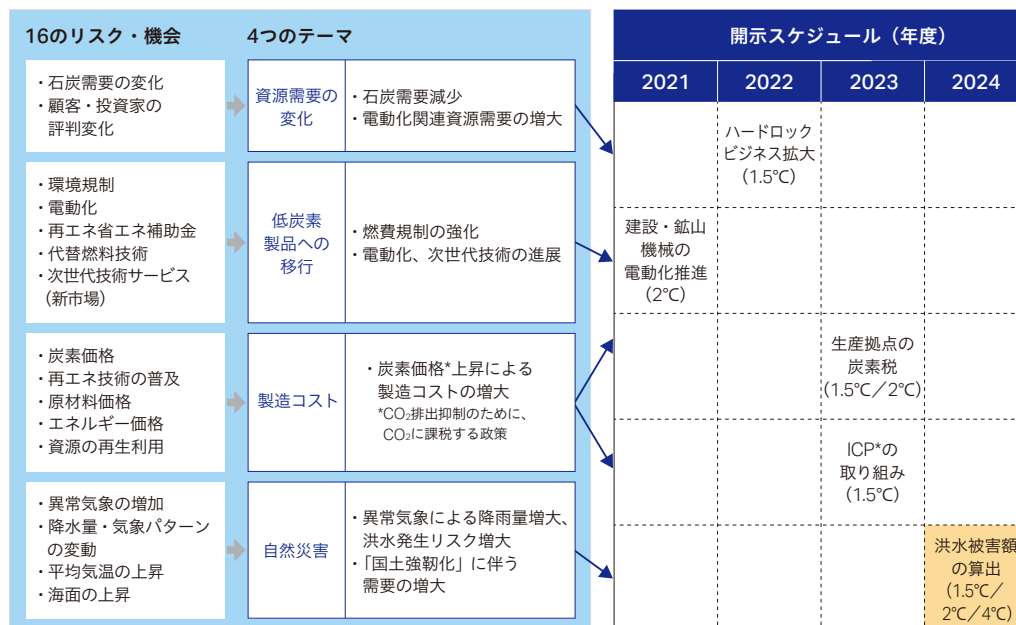 16のリスク・機会
4つのテーマ
開示スケジュール（年度）
2021
2022
2023
2024
・石炭需要の変化
・顧客・投資家の
評判変化
資源需要の
変化
・石炭需要減少
・電動化関連資源需要の増大
ハードロック
ビジネス拡大
（1.5℃）
・環境規制
・電動化
・再エネ省エネ補助金
・代替燃料技術
・次世代技術サービス
（新市場）
低炭素
製品への
移行
・燃費規制の強化
・電動化、次世代技術の進展
建設・鉱山
機械の
電動化推進
（2℃）
・炭素価格
・再エネ技術の普及
・原材料価格
・エネルギー価格
・資源の再生利用
製造コスト
・炭素価格*上昇による
製造コストの増大
*CO₂排出抑制のために、
CO₂に課税する政策
生産拠点の
炭素税
（1.5℃／2℃）
ICP*の
取り組み
（1.5℃）
・異常気象の増加
・降水量・気象パターン
の変動
・平均気温の上昇
・海面の上昇
自然災害
・異常気象による降雨量増大、
洪水発生リスク増大
・「国土強靱化」に伴う
需要の増大
洪水被害額
の算出
（1.5℃／
2℃／4℃）